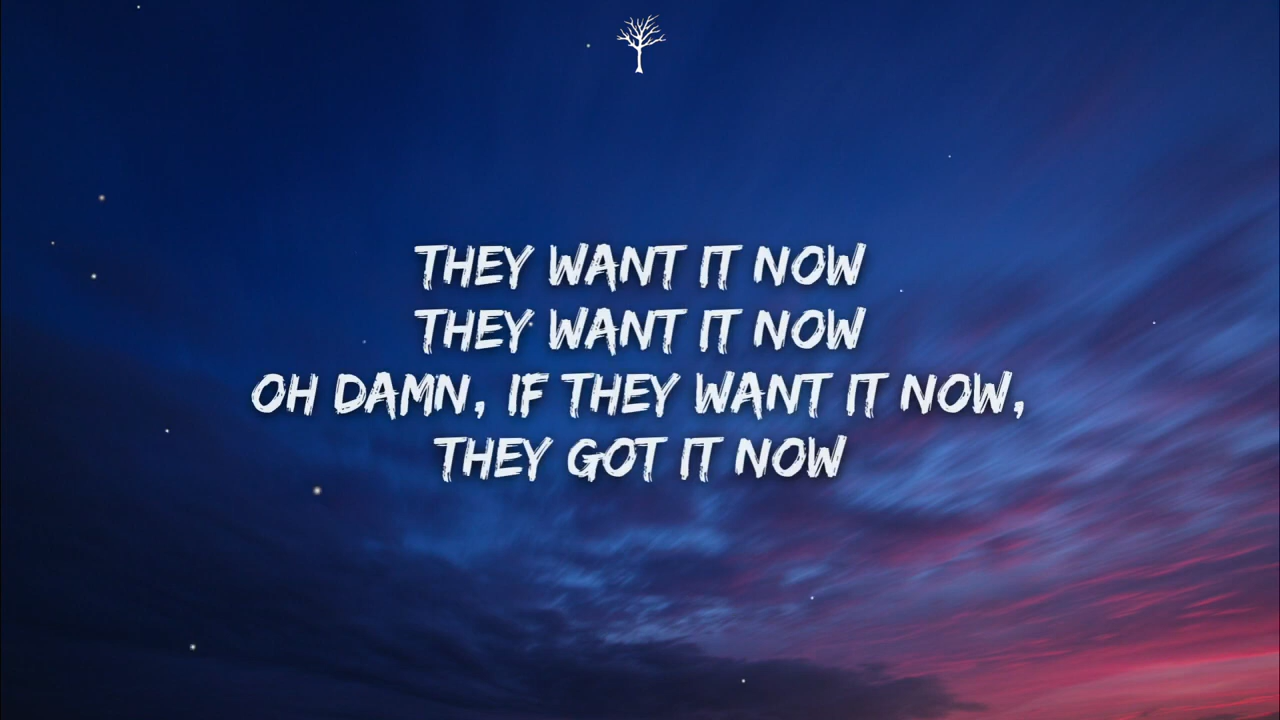 THEY WANT IT NOW
THEY WANT IT NOW
OH DAMN, IF THEY WANT IT NOW,
THEY GOT IT NOW